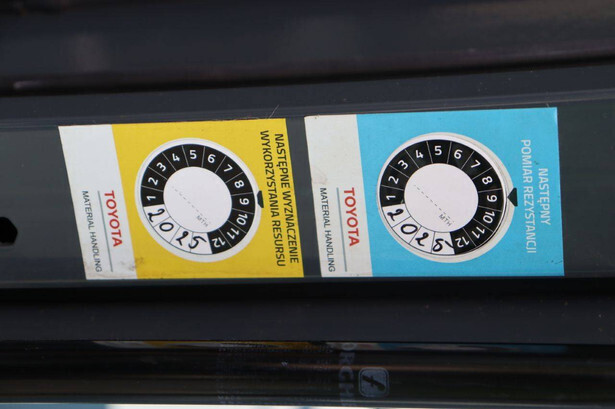 TOYOTA
MATERIAL HANDLING
NASTĘPNE WYZNACZENIE
WYKORZYSTANIA RESURSU
1 2 3 4 5 6 7 8 9 10 11 12
2025
MTH
TOYOTA
MATERIAL HANDLING
NASTĘPNY
POMIAR REZYSTANCJI
1 2 3 4 5 6 7 8 9 10 11 12
2025
MTH